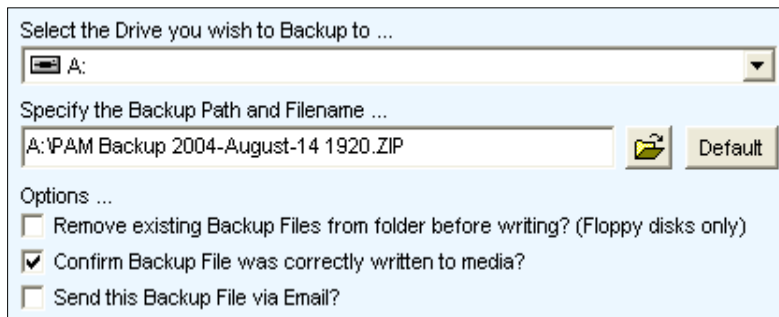 Select the Drive you wish to Backup to ...
A:
Specify the Backup Path and Filename ...
A:\PAM Backup 2004-August-14 1920.ZIP
Default
Options ...
Remove existing Backup Files from folder before writing? (Floppy disks only)
Confirm Backup File was correctly written to media?
Send this Backup File via Email?